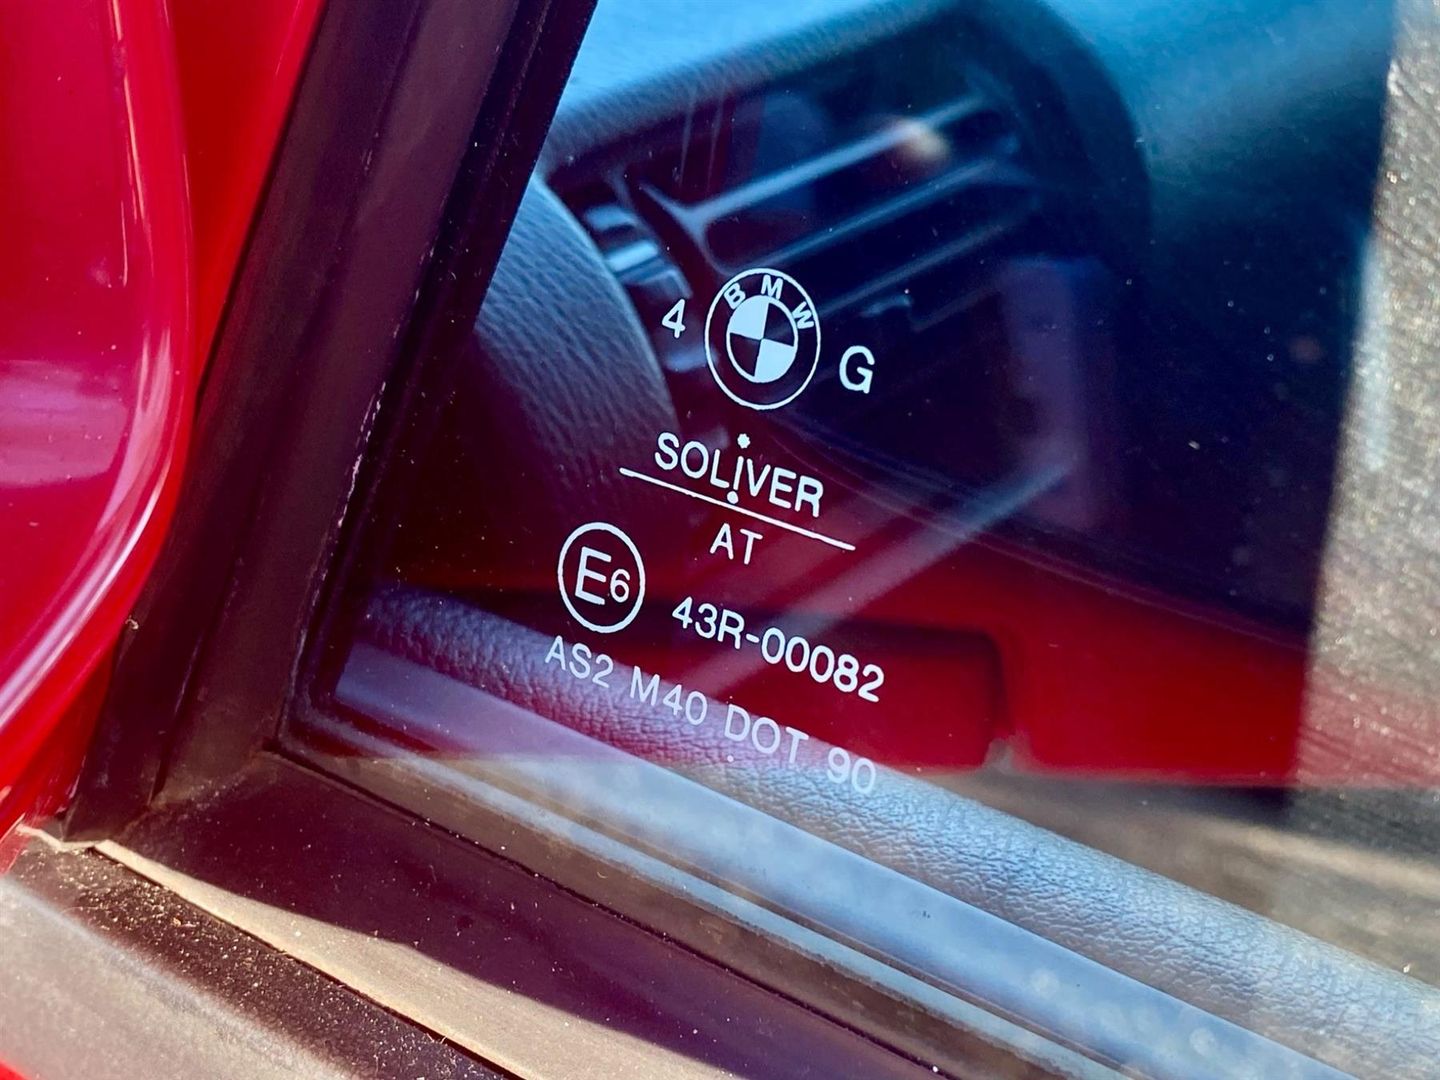 4 BMW G
SOLIVER
AT
E6 43R-00082
AS2 M40 DOT 90